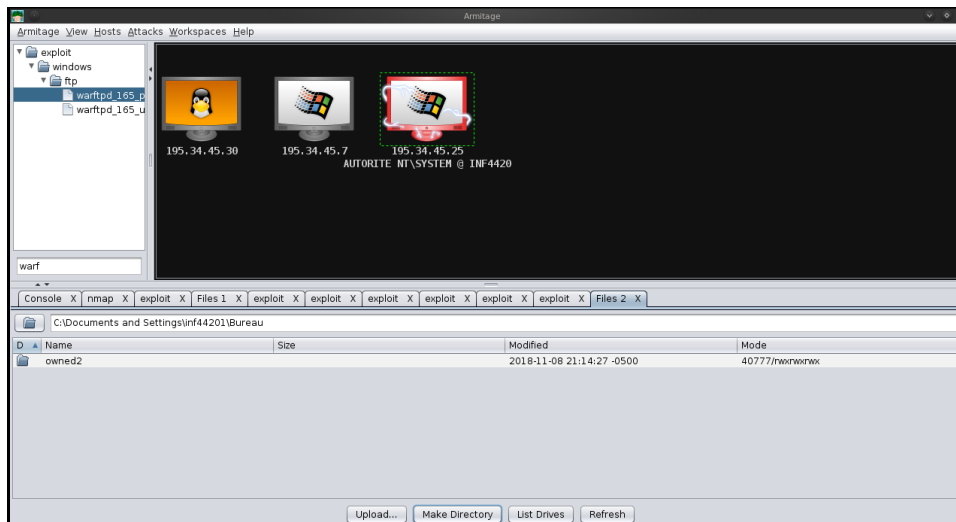 Armitage
Armitage View Hosts Attacks Workspaces Help
exploit
windows
ftp
warftpd_165_p
warftpd_165_u
warf
195.34.45.30
195.34.45.7
195.34.45.25
AUTORITE NT\SYSTEM @ INF4420
Console X nmap X exploit X Files 1 X exploit X exploit X exploit X exploit X exploit X exploit X Files 2 X
C:\Documents and Settings\inf44201\Bureau
D Name Size Modified Mode
owned2 2018-11-08 21:14:27 -0500 40777/rwxrwxrwx
Upload... Make Directory List Drives Refresh